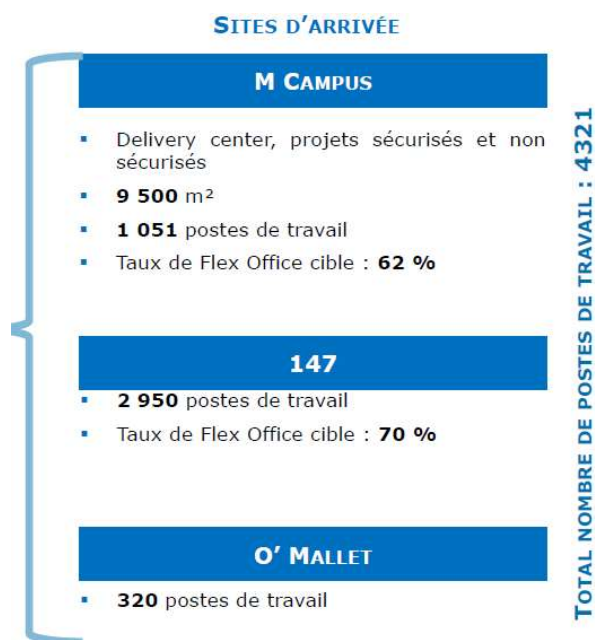 SITES D'ARRIVÉE
M CAMPUS
▪ Delivery center, projets sécurisés et non
sécurisés
▪ 9 500 m²
▪ 1 051 postes de travail
▪ Taux de Flex Office cible : 62 %
147
▪ 2 950 postes de travail
▪ Taux de Flex Office cible : 70 %
O' MALLET
▪ 320 postes de travail
TOTAL NOMBRE DE POSTES DE TRAVAIL : 4321